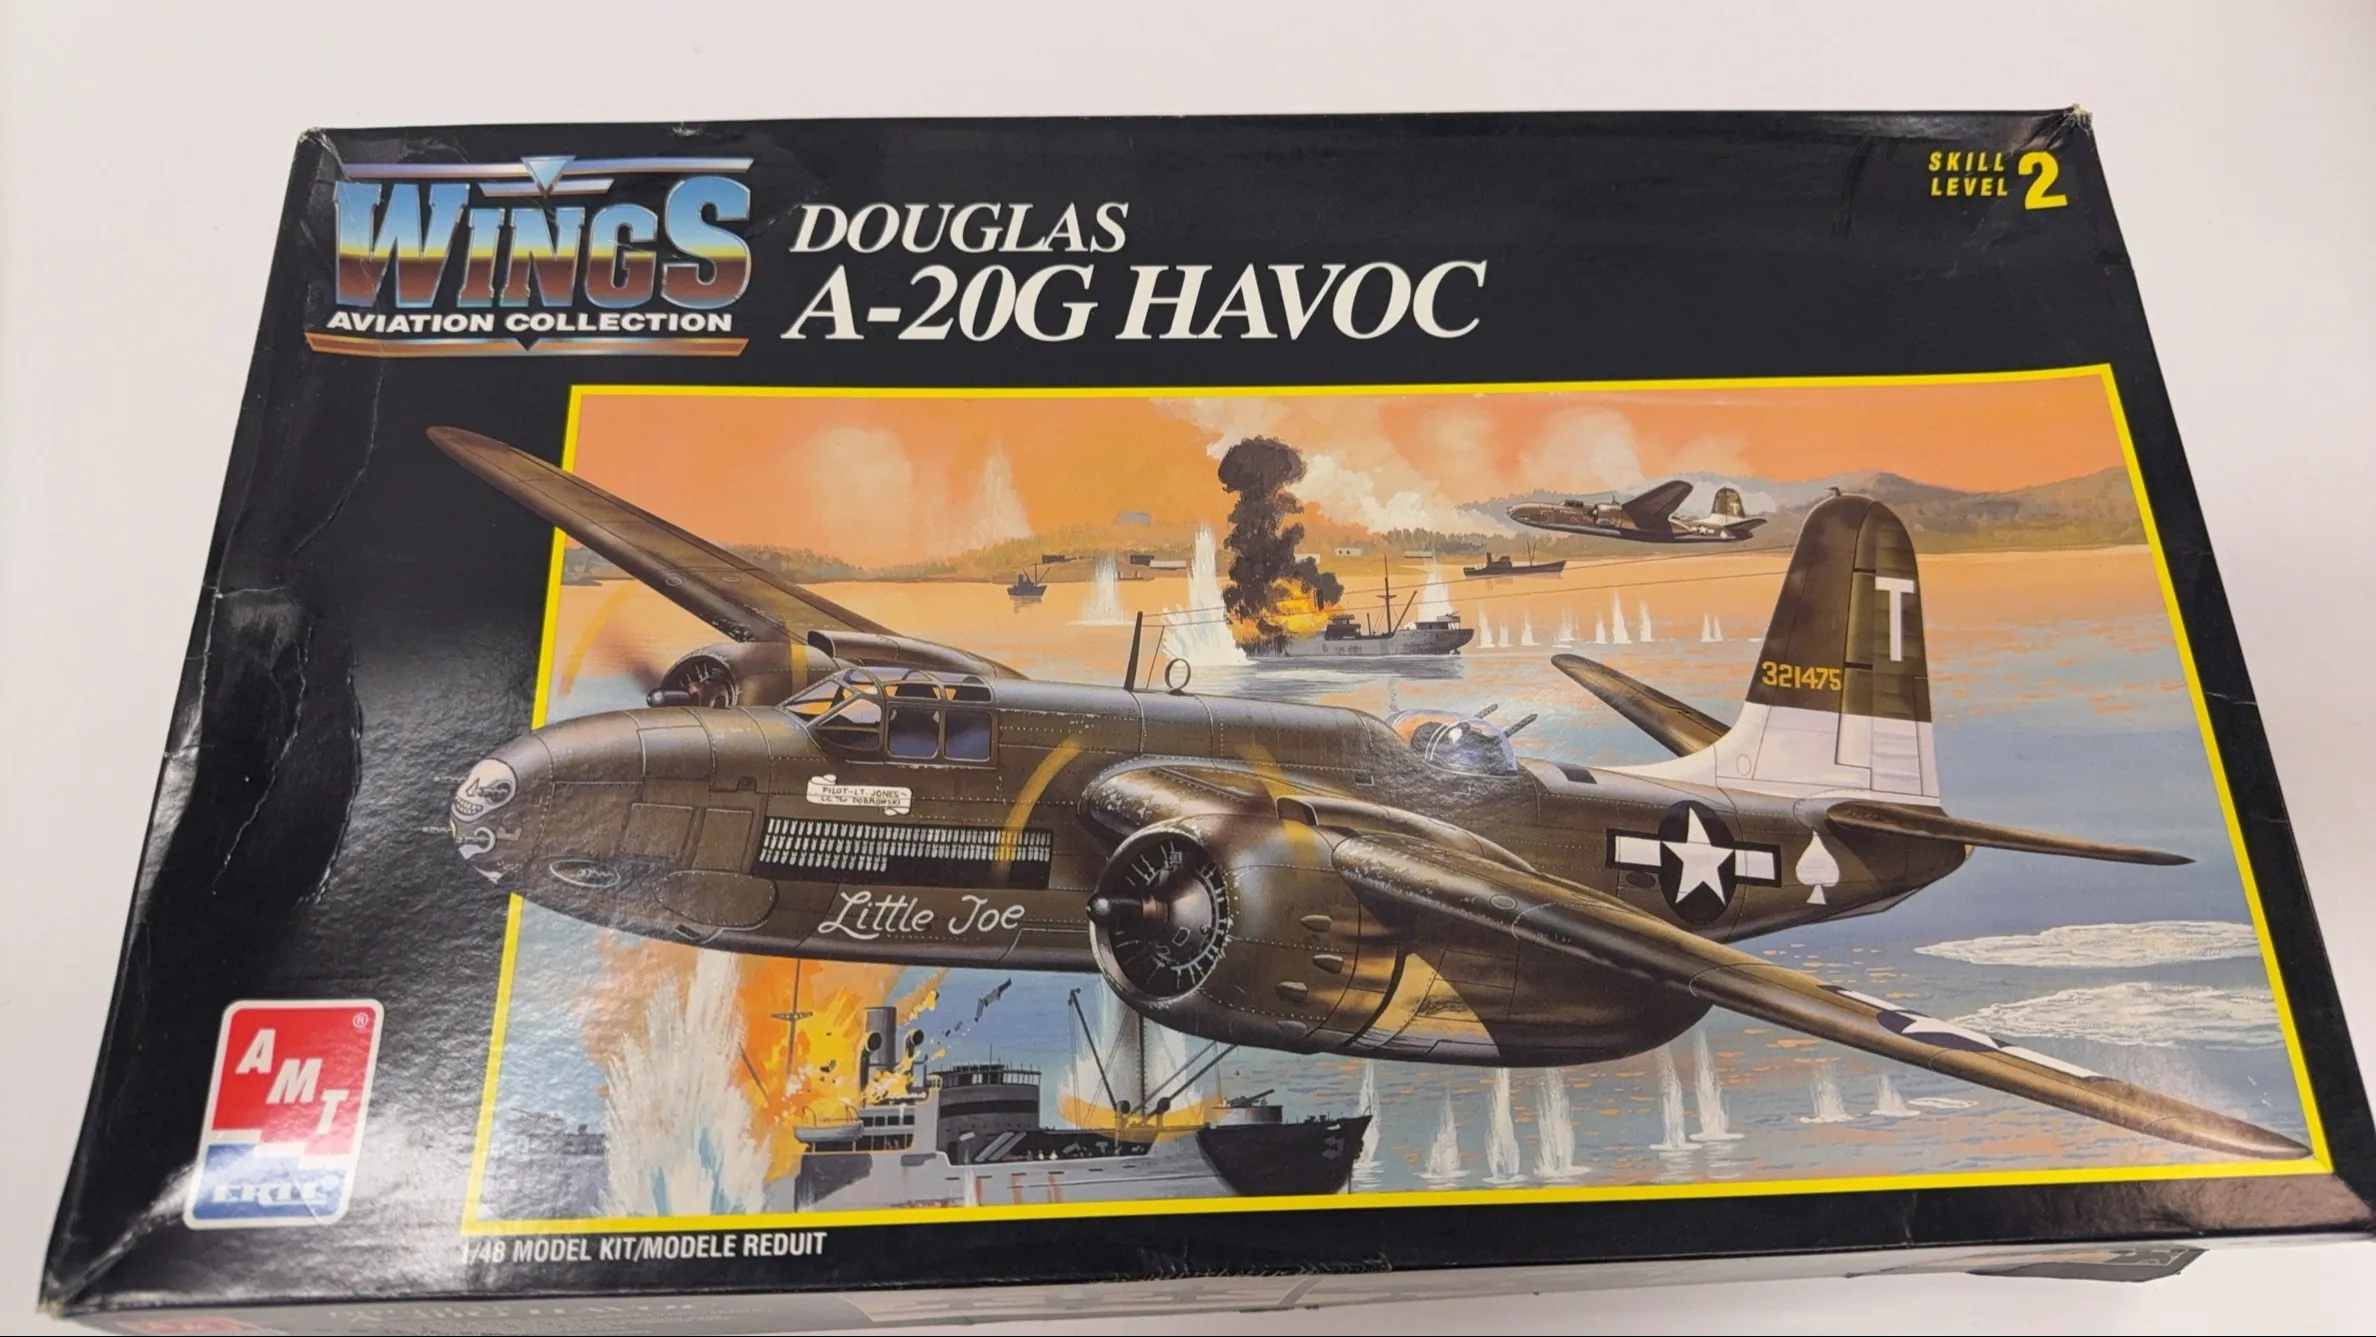 WINGS
AVIATION COLLECTION
DOUGLAS
A-20G HAVOC
SKILL
LEVEL 2
T
321475
PILOT-LT. JONES-
Little Joe
AMT
®
ERTL
1/48 MODEL KIT/MODELE REDUIT